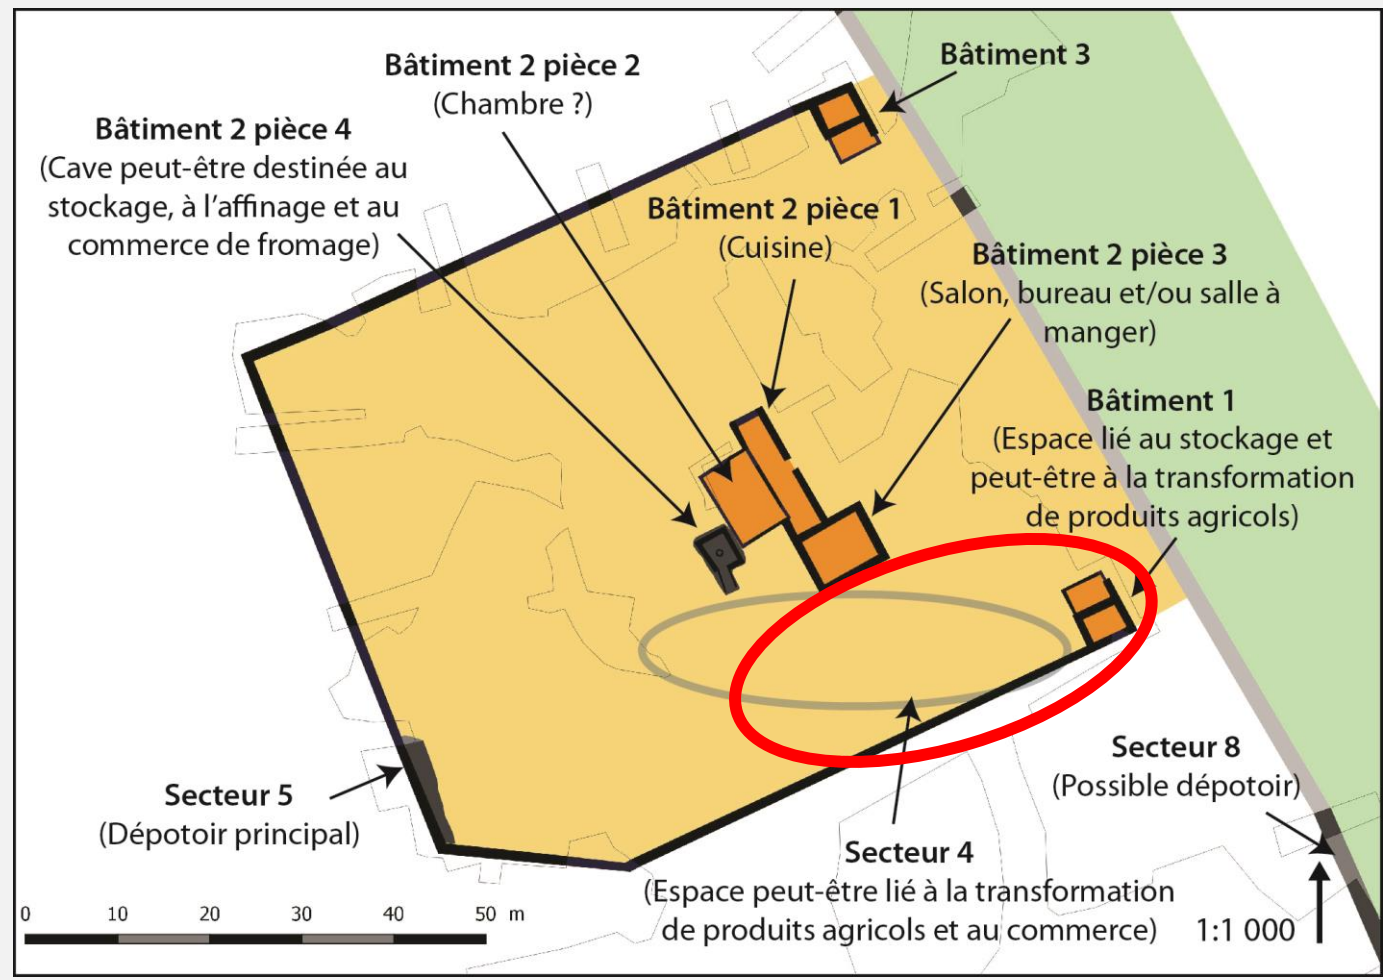 Bâtiment 3
Bâtiment 2 pièce 2
(Chambre ?)
Bâtiment 2 pièce 4
(Cave peut-être destinée au
stockage, à l'affinage et au
commerce de fromage)
Bâtiment 2 pièce 1
(Cuisine)
Bâtiment 2 pièce 3
(Salon, bureau et/ou salle à
manger)
Bâtiment 1
(Espace lié au stockage et
peut-être à la transformation
de produits agricols)
Secteur 8
(Possible dépotoir)
Secteur 5
(Dépotoir principal)
Secteur 4
(Espace peut-être lié à la transformation
de produits agricols et au commerce)
0 10 20 30 40 50 m
1:1 000